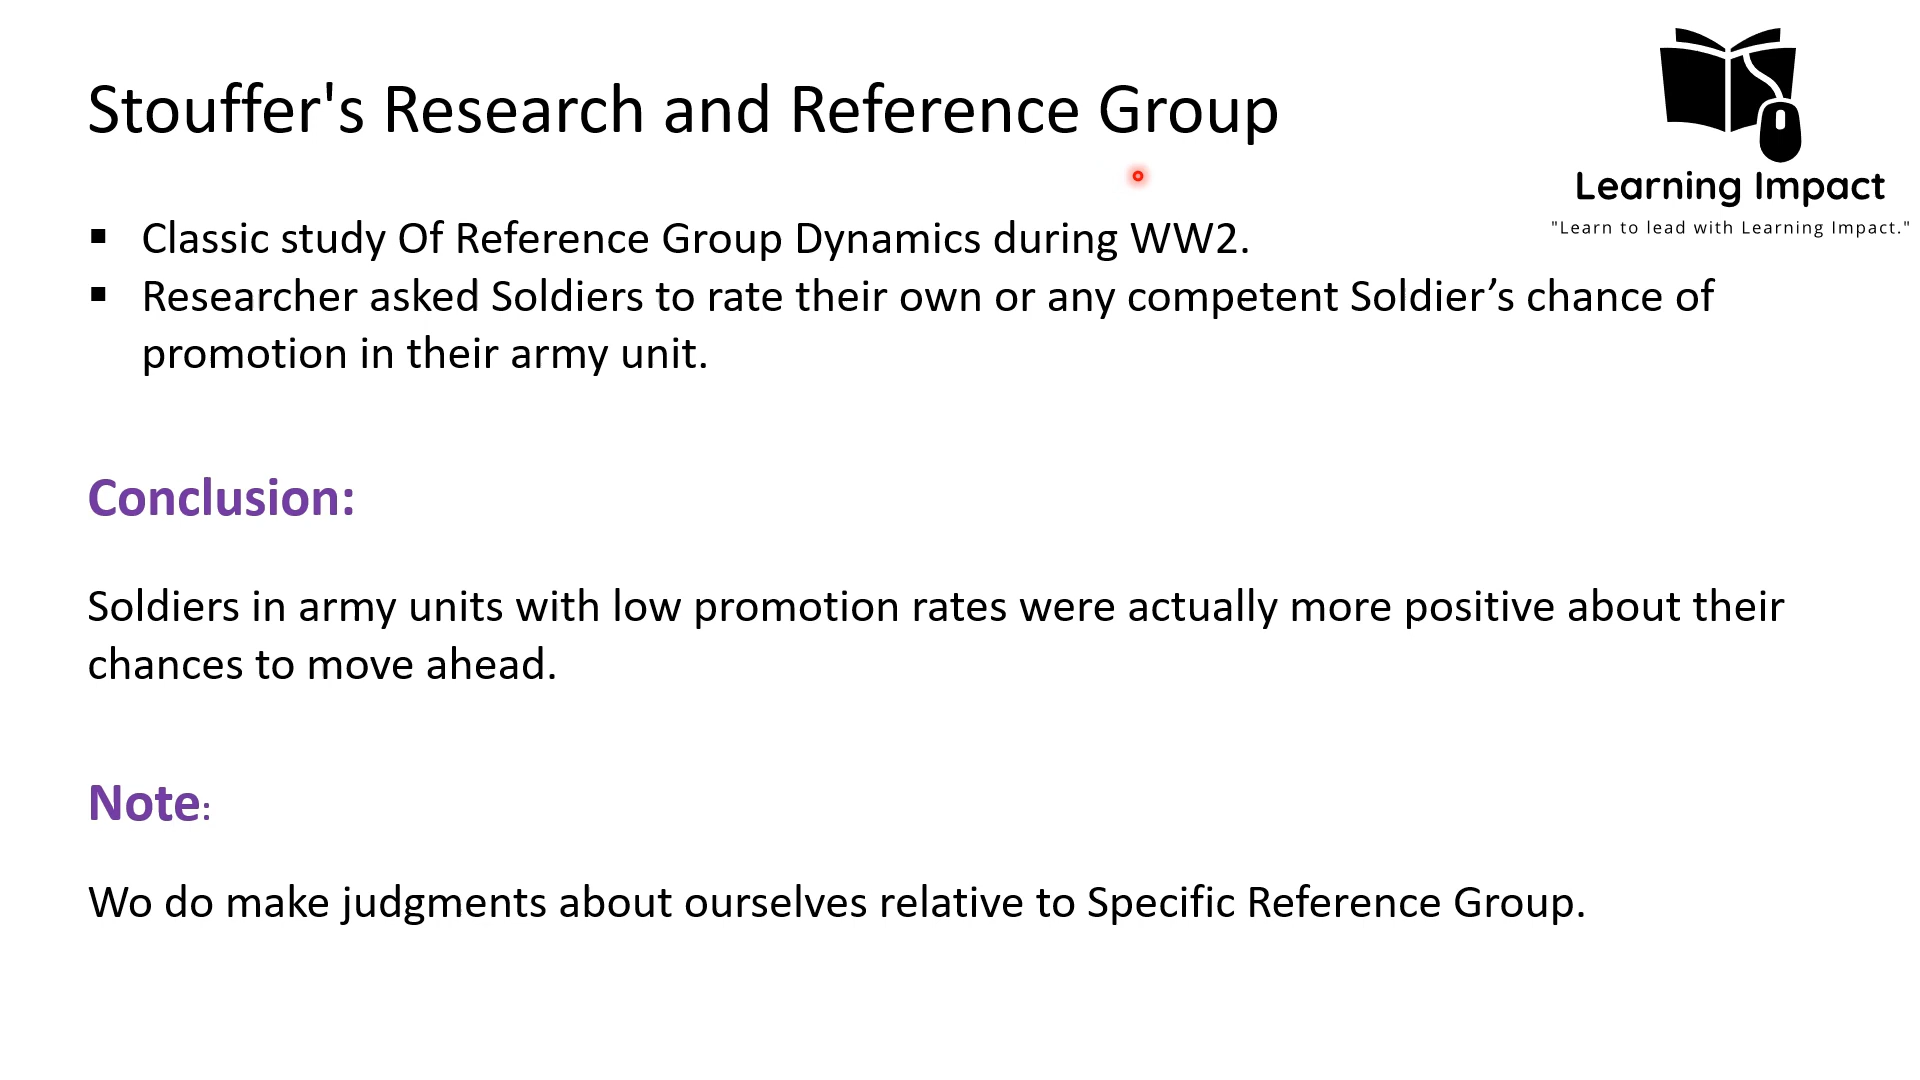 Stouffer's Research and Reference Group
Learning Impact
"Learn to lead with Learning Impact."
▪ Classic study Of Reference Group Dynamics during WW2.
▪ Researcher asked Soldiers to rate their own or any competent Soldier’s chance of
promotion in their army unit.
Conclusion:
Soldiers in army units with low promotion rates were actually more positive about their
chances to move ahead.
Note:
Wo do make judgments about ourselves relative to Specific Reference Group.